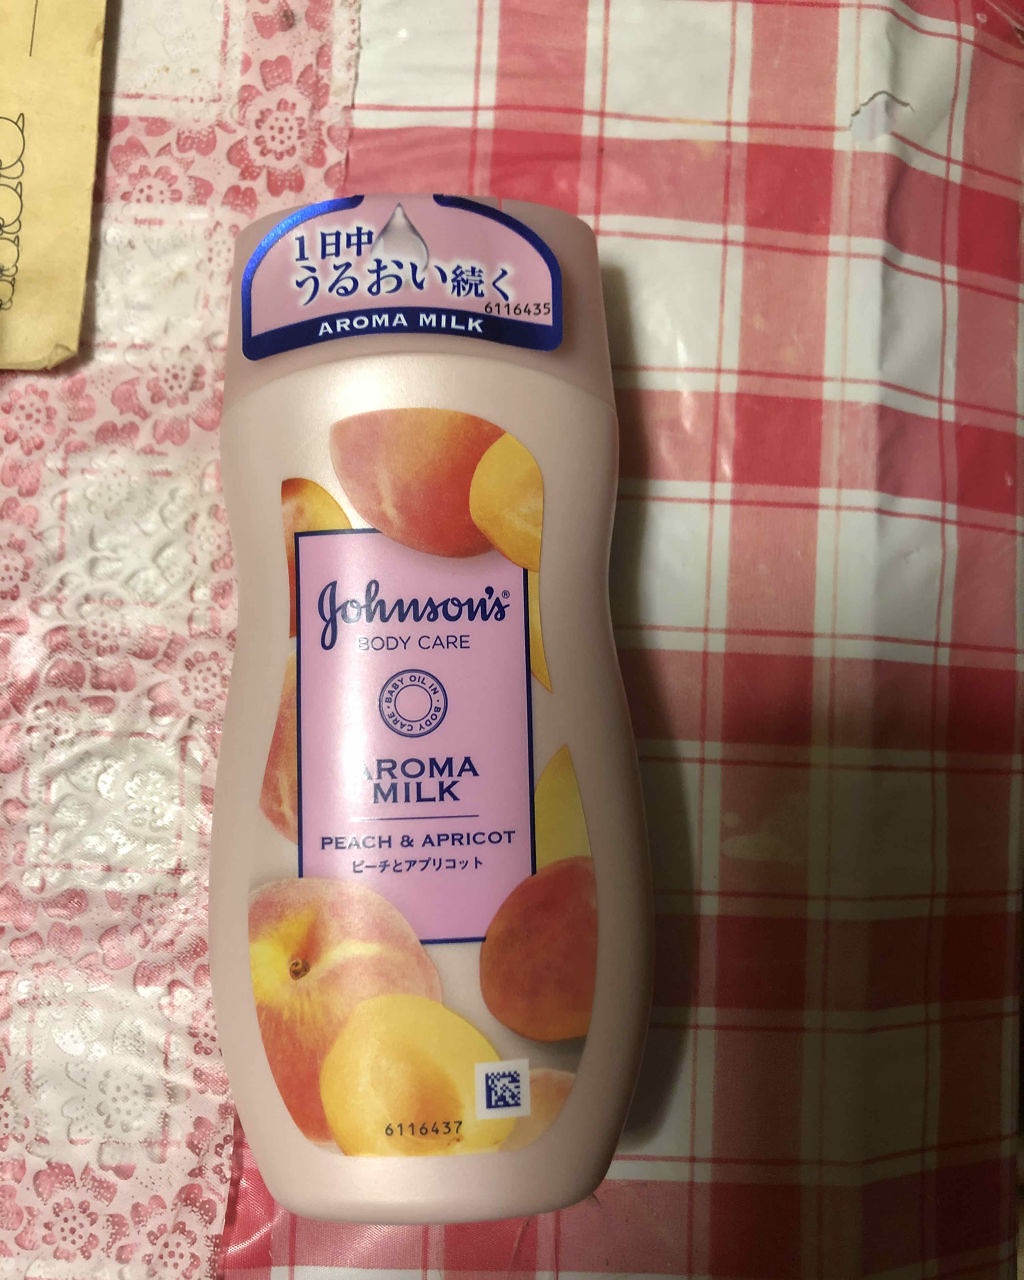 1日中
うるおい続く
6116435
AROMA MILK
Johnson's®
BODY CARE
BABY OIL IN · BODY CARE ·
AROMA
MILK
PEACH & APRICOT
ピーチとアプリコット
6116437